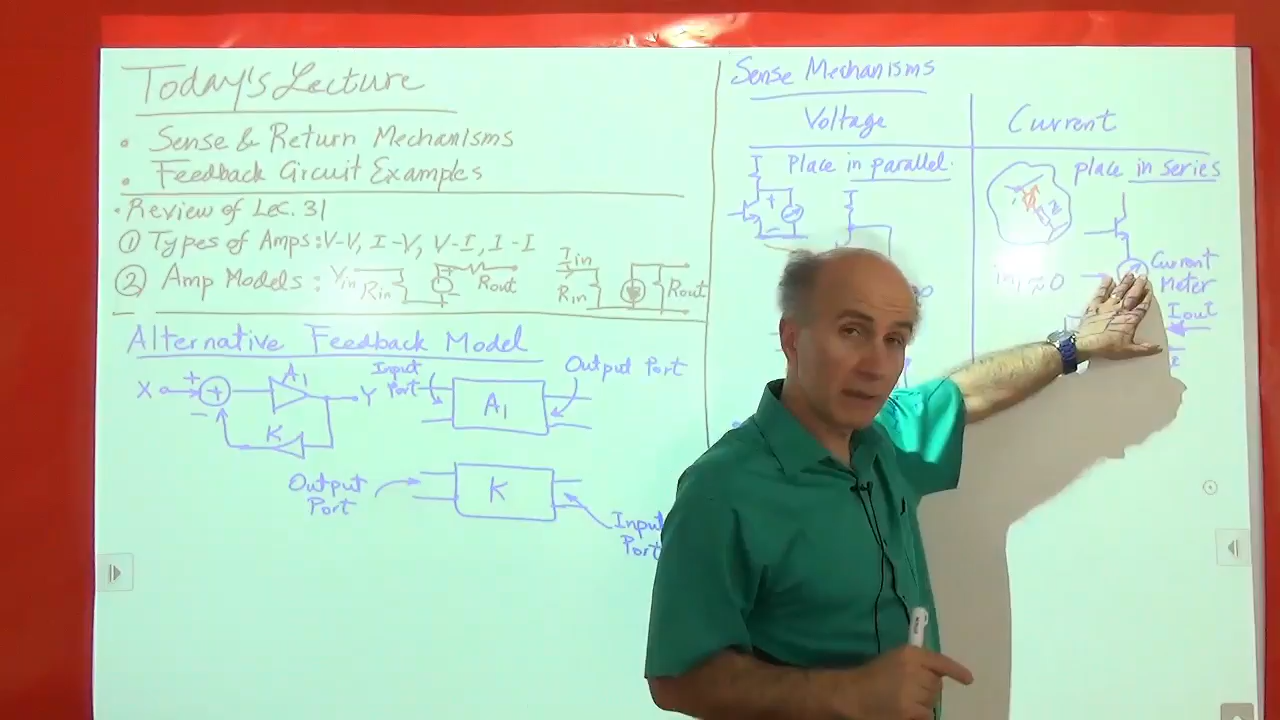 Today's Lecture
• Sense & Return Mechanisms
• Feedback Circuit Examples
• Review of Lec. 31
① Types of Amps: V-V, I-V, V-I, I-I
② Amp Models: Vin Rin Rout Iin Rin Rout
Alternative Feedback Model
X + + - A1 Y K
Input Port
A1
Output Port
Output Port
K
Input Port
Sense Mechanisms
Voltage
Current
Place in parallel.
+
-
place in series
Current Meter
≈0
Iout